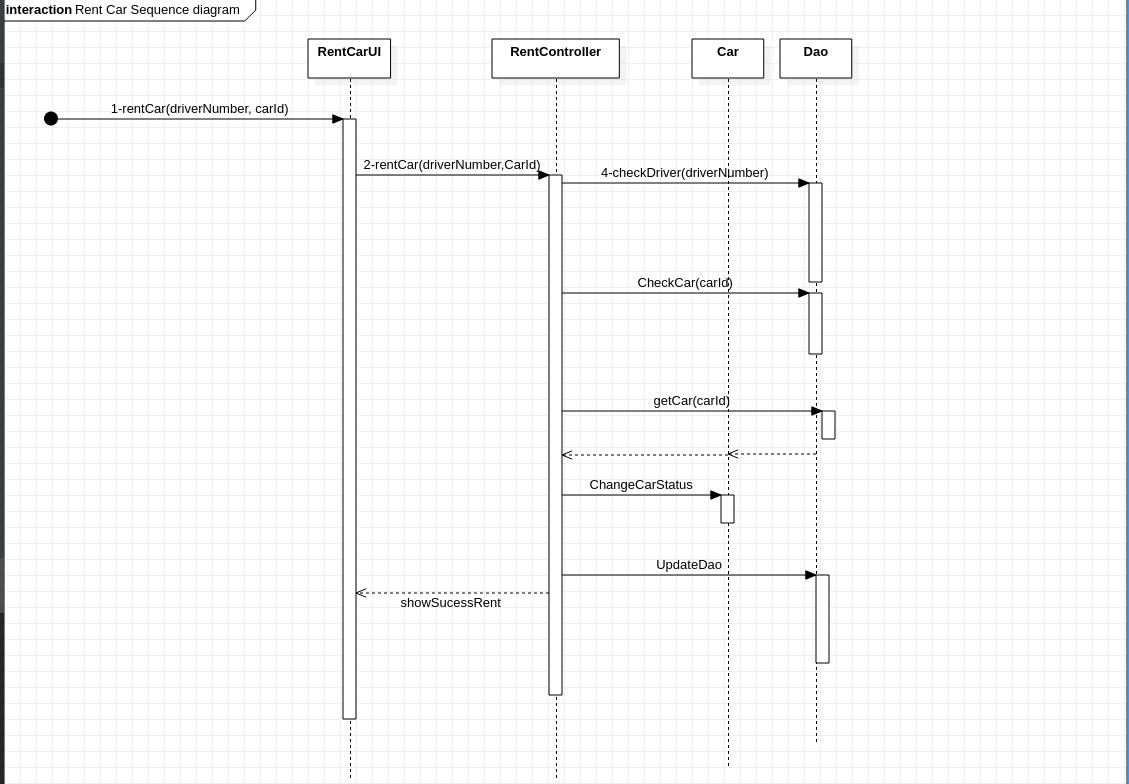 interaction Rent Car Sequence diagram
RentCarUI
RentController
Car
Dao
1-rentCar(driverNumber, carId)
2-rentCar(driverNumber,CarId)
4-checkDriver(driverNumber)
CheckCar(carId)
getCar(carId)
ChangeCarStatus
UpdateDao
showSucessRent